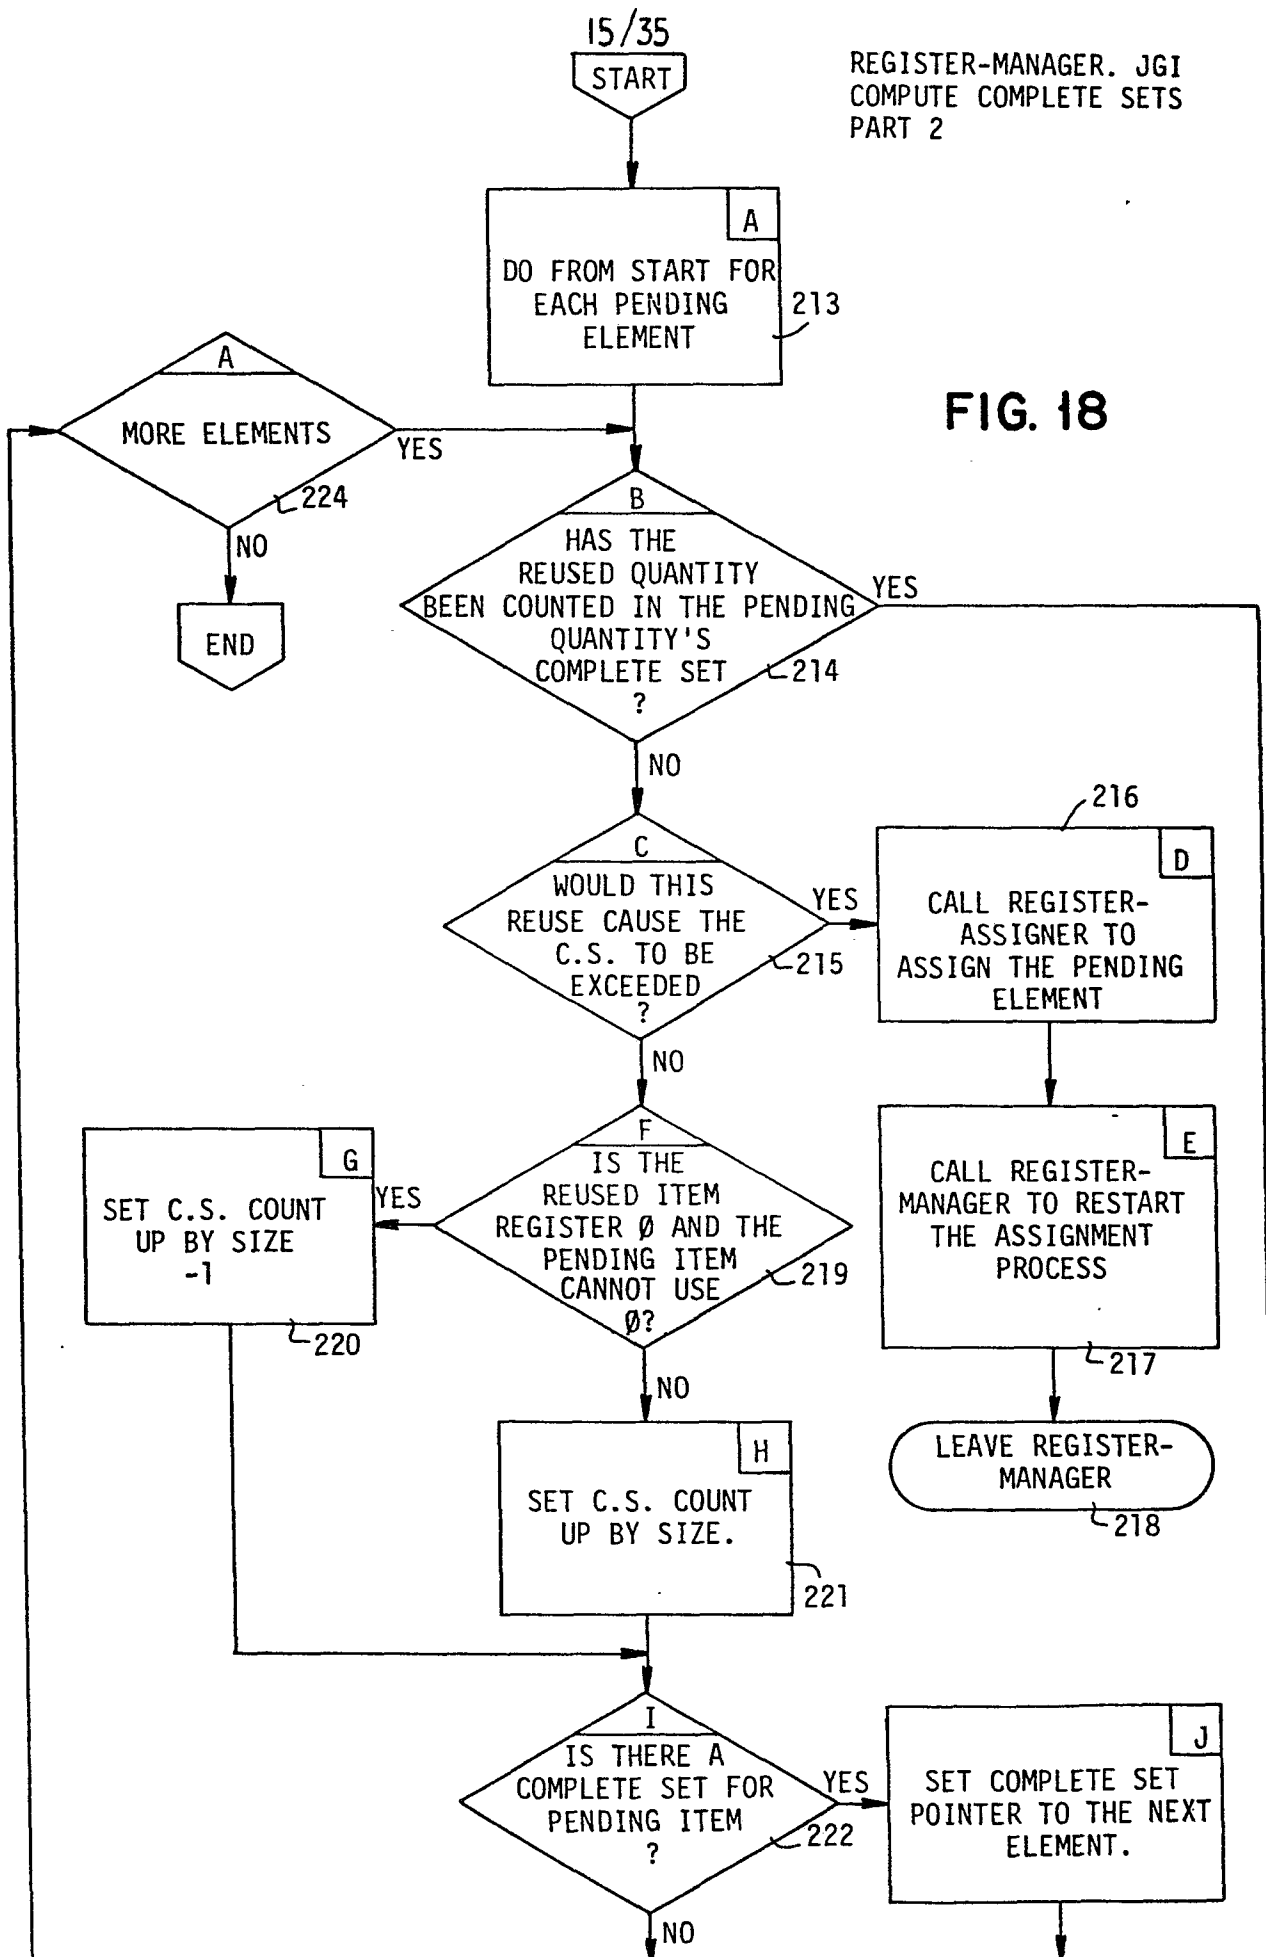 15/35
START
REGISTER-MANAGER. JGI
COMPUTE COMPLETE SETS
PART 2
A
DO FROM START FOR
EACH PENDING
ELEMENT
213
FIG. 18
A
MORE ELEMENTS
YES
224
NO
END
B
HAS THE
REUSED QUANTITY
BEEN COUNTED IN THE PENDING
QUANTITY'S
COMPLETE SET
?
214
YES
NO
C
WOULD THIS
REUSE CAUSE THE
C.S. TO BE
EXCEEDED
?
215
YES
NO
216
D
CALL REGISTER-
ASSIGNER TO
ASSIGN THE PENDING
ELEMENT
E
CALL REGISTER-
MANAGER TO RESTART
THE ASSIGNMENT
PROCESS
217
LEAVE REGISTER-
MANAGER
218
F
IS THE
REUSED ITEM
REGISTER Ø AND THE
PENDING ITEM
CANNOT USE
Ø?
219
YES
NO
G
SET C.S. COUNT
UP BY SIZE
-1
220
H
SET C.S. COUNT
UP BY SIZE.
221
I
IS THERE A
COMPLETE SET FOR
PENDING ITEM
?
222
YES
NO
J
SET COMPLETE SET
POINTER TO THE NEXT
ELEMENT.